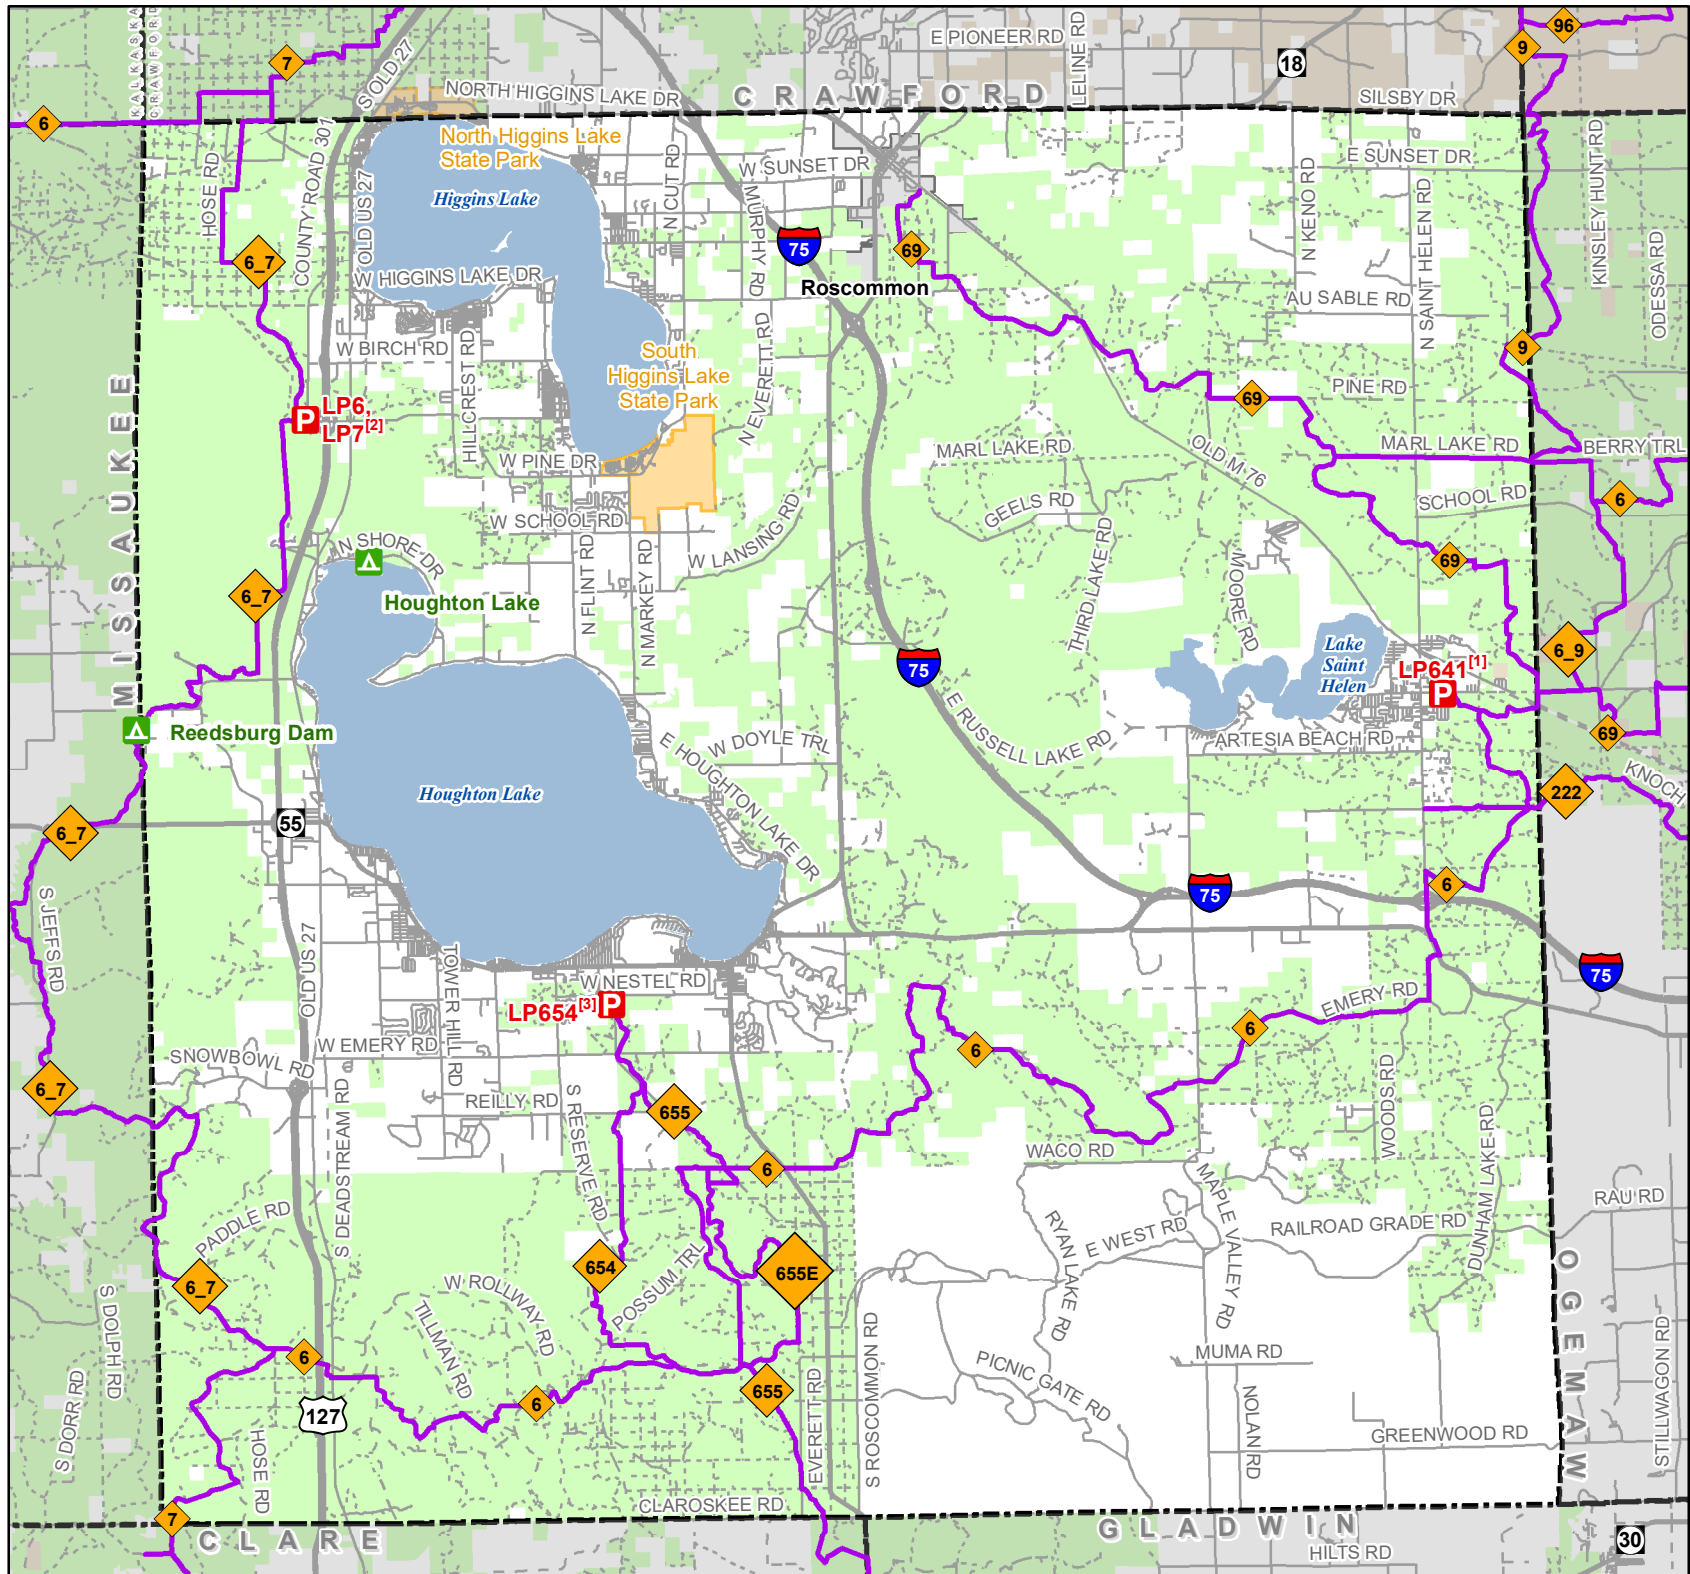 KALKASKA
CRAWFORD
7
S OLD 27
E PIONEER RD
LELINE RD
18
9
96
6
NORTH HIGGINS LAKE DR
CRAWFORD
SILSBY DR
North Higgins Lake
State Park
Higgins Lake
HOSE RD
COUNTY ROAD 301
OLD US 27
N CUT RD
W SUNSET DR
E SUNSET DR
N KENO RD
N SAINT HELEN RD
KINSLEY HUNT RD
ODESSA RD
MURPHY RD
75
69
6_7
W HIGGINS LAKE DR
Roscommon
AU SABLE RD
W BIRCH RD
HILLCREST RD
South
Higgins Lake
State Park
N EVERETT RD
9
PINE RD
69
MISSAUKEE
P
LP6,
LP7[2]
W PINE DR
MARL LAKE RD
OLD M 76
MARL LAKE RD
BERRY TRL
SCHOOL RD
6
W SCHOOL RD
W LANSING RD
GEELS RD
THIRD LAKE RD
MOORE RD
N SHORE DR
N FLINT RD
N MARKEY RD
69
6_7
Houghton Lake
Lake
Saint
Helen
LP641[1]
P
6_9
75
69
Reedsburg Dam
E HOUGHTON LAKE DR
W DOYLE TRL
E RUSSELL LAKE RD
ARTESIA BEACH RD
KNOCH
222
Houghton Lake
55
6_7
6
75
75
S JEFFS RD
OLD US 27
TOWER HILL RD
W NESTEL RD
LP654[3]
P
EMERY RD
6
6
W EMERY RD
SNOWBOWL RD
6_7
REILLY RD
S RESERVE RD
655
WOODS RD
DUNHAM LAKE RD
S DEADSTREAM RD
WACO RD
6
RAU RD
PADDLE RD
MAPLE VALLEY RD
RYAN LAKE RD
E WEST RD
RAILROAD GRADE RD
OGEMAW
654
655E
POSSUM TRL
6_7
W ROLLWAY RD
TILLMAN RD
S DOLPH RD
S DORR RD
6
MUMA RD
PICNIC GATE RD
NOLAN RD
STILLWAGON RD
127
6
655
EVERETT RD
S ROSCOMMON RD
GREENWOOD RD
HOSE RD
CLAROSKEE RD
7
CLARE
GLADWIN
HILTS RD
30